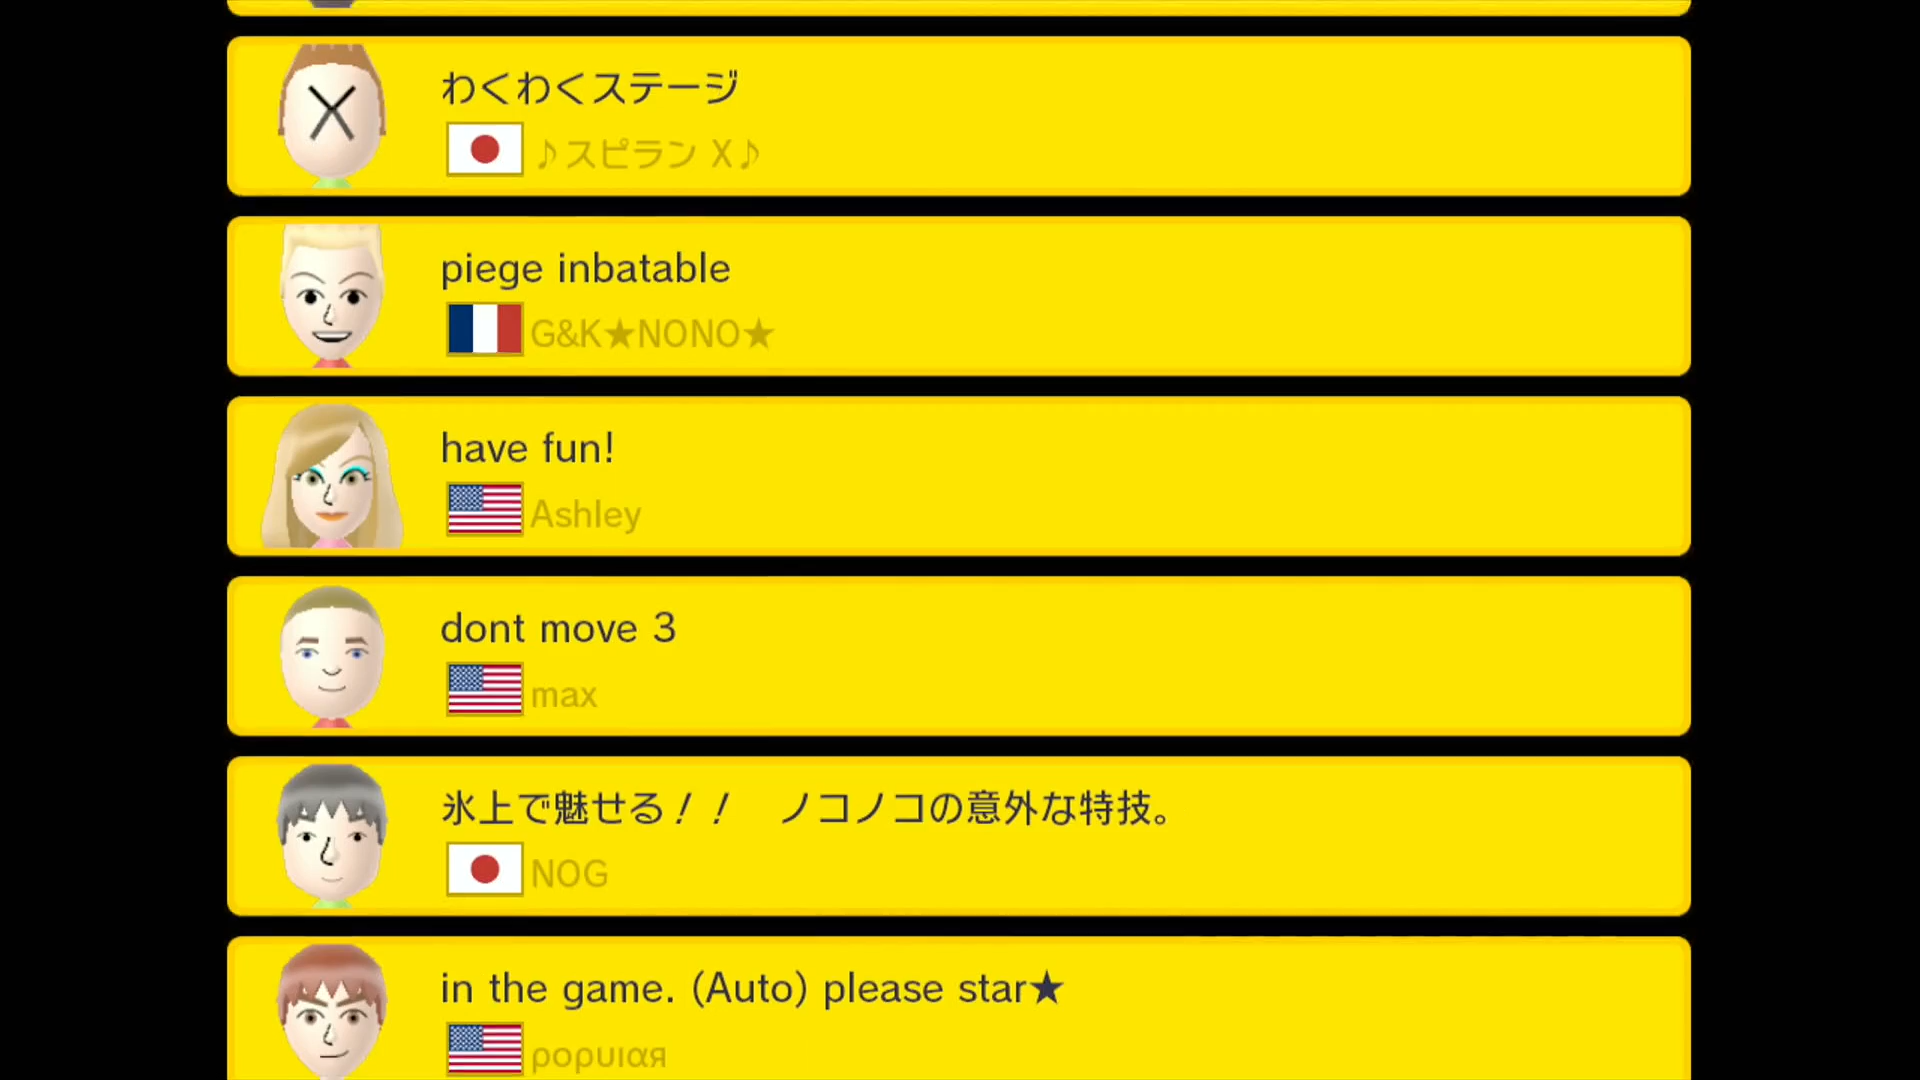 わくわくステージ
♪スピラン X♪
piege inbatable
G&K★NONO★
have fun!
Ashley
dont move 3
max
氷上で魅せる！！　ノコノコの意外な特技。
NOG
in the game. (Auto) please star★
ρορυιαя